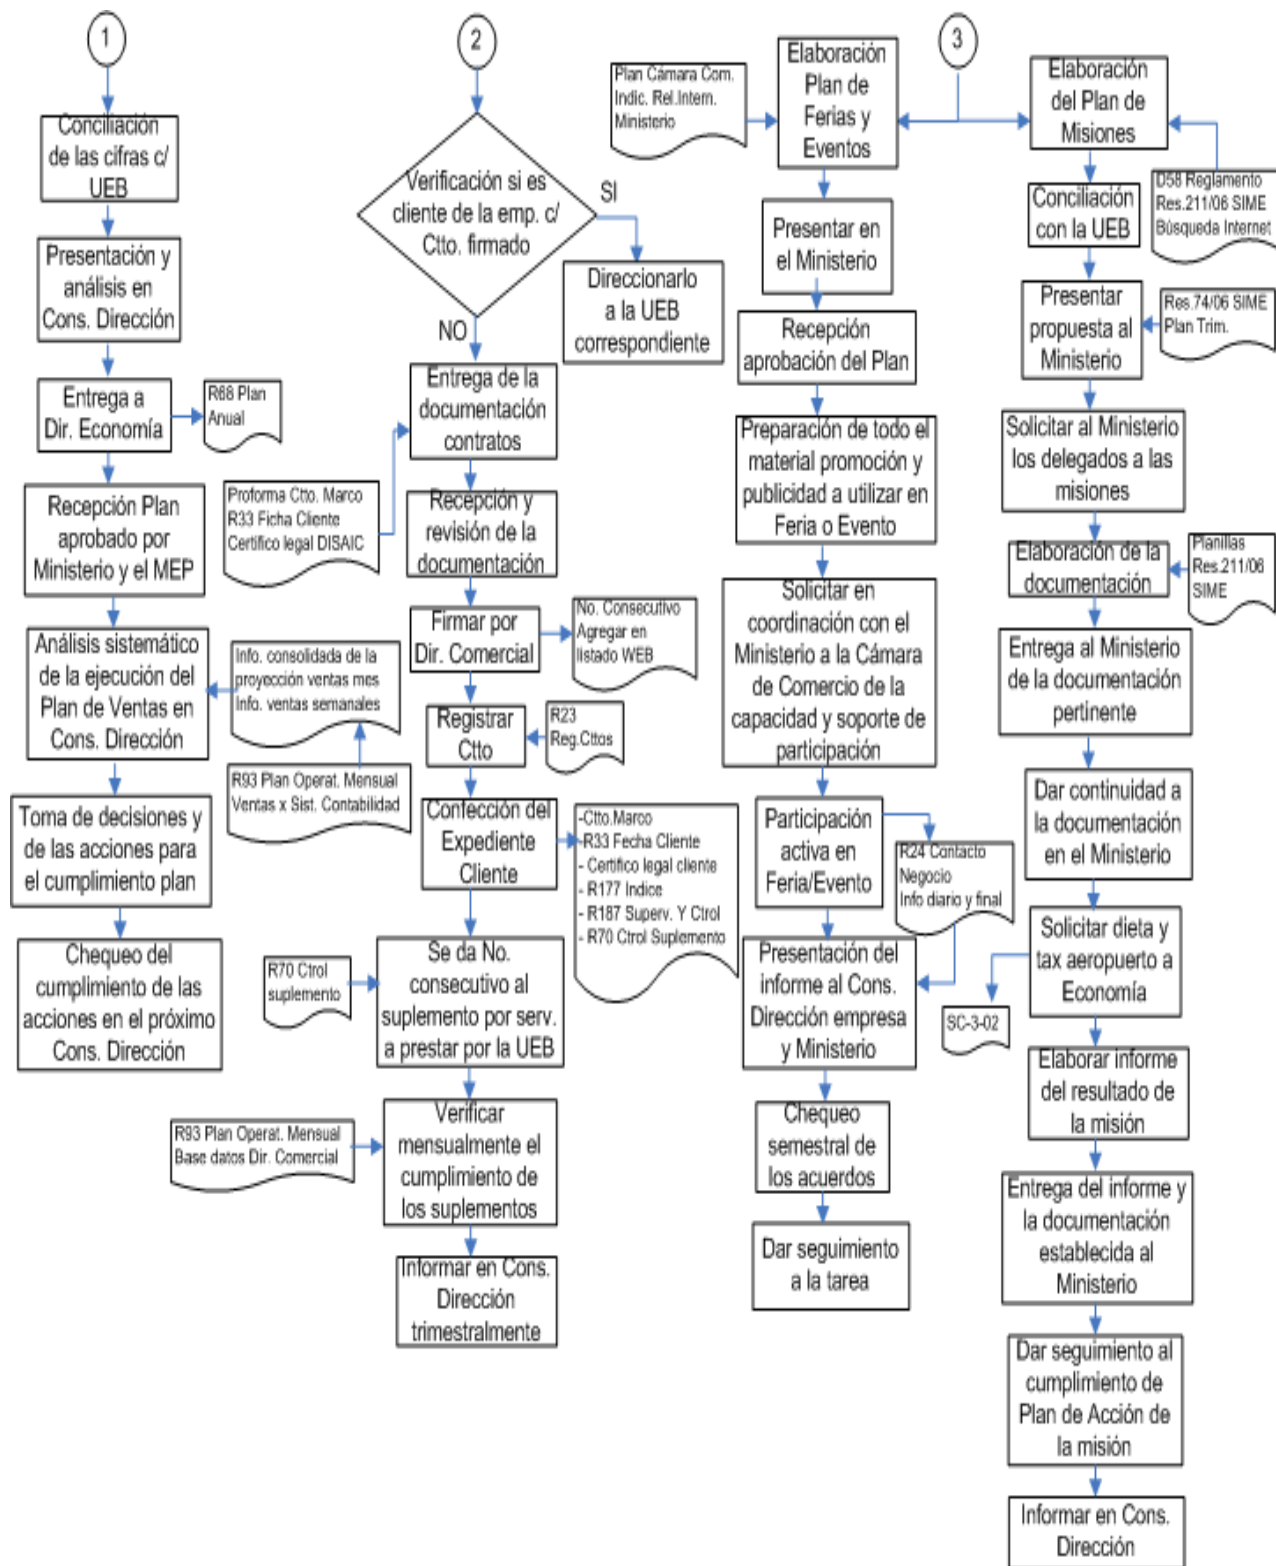 1
Conciliación
de las cifras c/
UEB
Presentación y
análisis en
Cons. Dirección
Entrega a
Dir. Economía
R68 Plan
Anual
Recepción Plan
aprobado por
Ministerio y el MEP
Análisis sistemático
de la ejecución del
Plan de Ventas en
Cons. Dirección
Info. consolidada de la
proyección ventas mes
Info. ventas semanales
R93 Plan Operat. Mensual
Ventas x Sist. Contabilidad
Toma de decisiones y
de las acciones para
el cumplimiento plan
Chequeo del
cumplimiento de las
acciones en el próximo
Cons. Dirección
2
Verificación si es
cliente de la emp. c/
Ctto. firmado
SI
Direccionarlo
a la UEB
correspondiente
NO
Entrega de la
documentación
contratos
Proforma Ctto. Marco
R33 Ficha Cliente
Certifico legal DISAIC
Recepción y
revisión de la
documentación
Firmar por
Dir. Comercial
No. Consecutivo
Agregar en
listado WEB
Registrar
Ctto
R23
Reg.Cttos
Confección del
Expediente
Cliente
-Ctto.Marco
-R33 Fecha Cliente
- Certifico legal cliente
- R177 Indice
- R187 Superv. Y Ctrol
- R70 Ctrol Suplemento
Se da No.
consecutivo al
suplemento por serv.
a prestar por la UEB
R70 Ctrol
suplemento
Verificar
mensualmente el
cumplimiento de
los suplementos
R93 Plan Operat. Mensual
Base datos Dir. Comercial
Informar en Cons.
Dirección
trimestralmente
3
Elaboración
Plan de
Ferias y
Eventos
Plan Cámara Com.
Indic. Rel.Intern.
Ministerio
Presentar en
el Ministerio
Recepción
aprobación del Plan
Preparación de todo el
material promoción y
publicidad a utilizar en
Feria o Evento
Solicitar en
coordinación con el
Ministerio a la Cámara
de Comercio de la
capacidad y soporte de
participación
Participación
activa en
Feria/Evento
R24 Contacto
Negocio
Info diario y final
Presentación del
informe al Cons.
Dirección empresa
y Ministerio
Chequeo
semestral de
los acuerdos
Dar seguimiento
a la tarea
Elaboración
del Plan de
Misiones
D58 Reglamento
Res.211/06 SIME
Búsqueda Internet
Conciliación
con la UEB
Presentar
propuesta al
Ministerio
Res.74/06 SIME
Plan Trim.
Solicitar al Ministerio
los delegados a las
misiones
Elaboración de la
documentación
Planillas
Res.211/06
SIME
Entrega al Ministerio
de la documentación
pertinente
Dar continuidad a
la documentación
en el Ministerio
Solicitar dieta y
tax aeropuerto a
Economía
SC-3-02
Elaborar informe
del resultado de
la misión
Entrega del informe y
la documentación
establecida al
Ministerio
Dar seguimiento al
cumplimiento de
Plan de Acción de
la misión
Informar en Cons.
Dirección